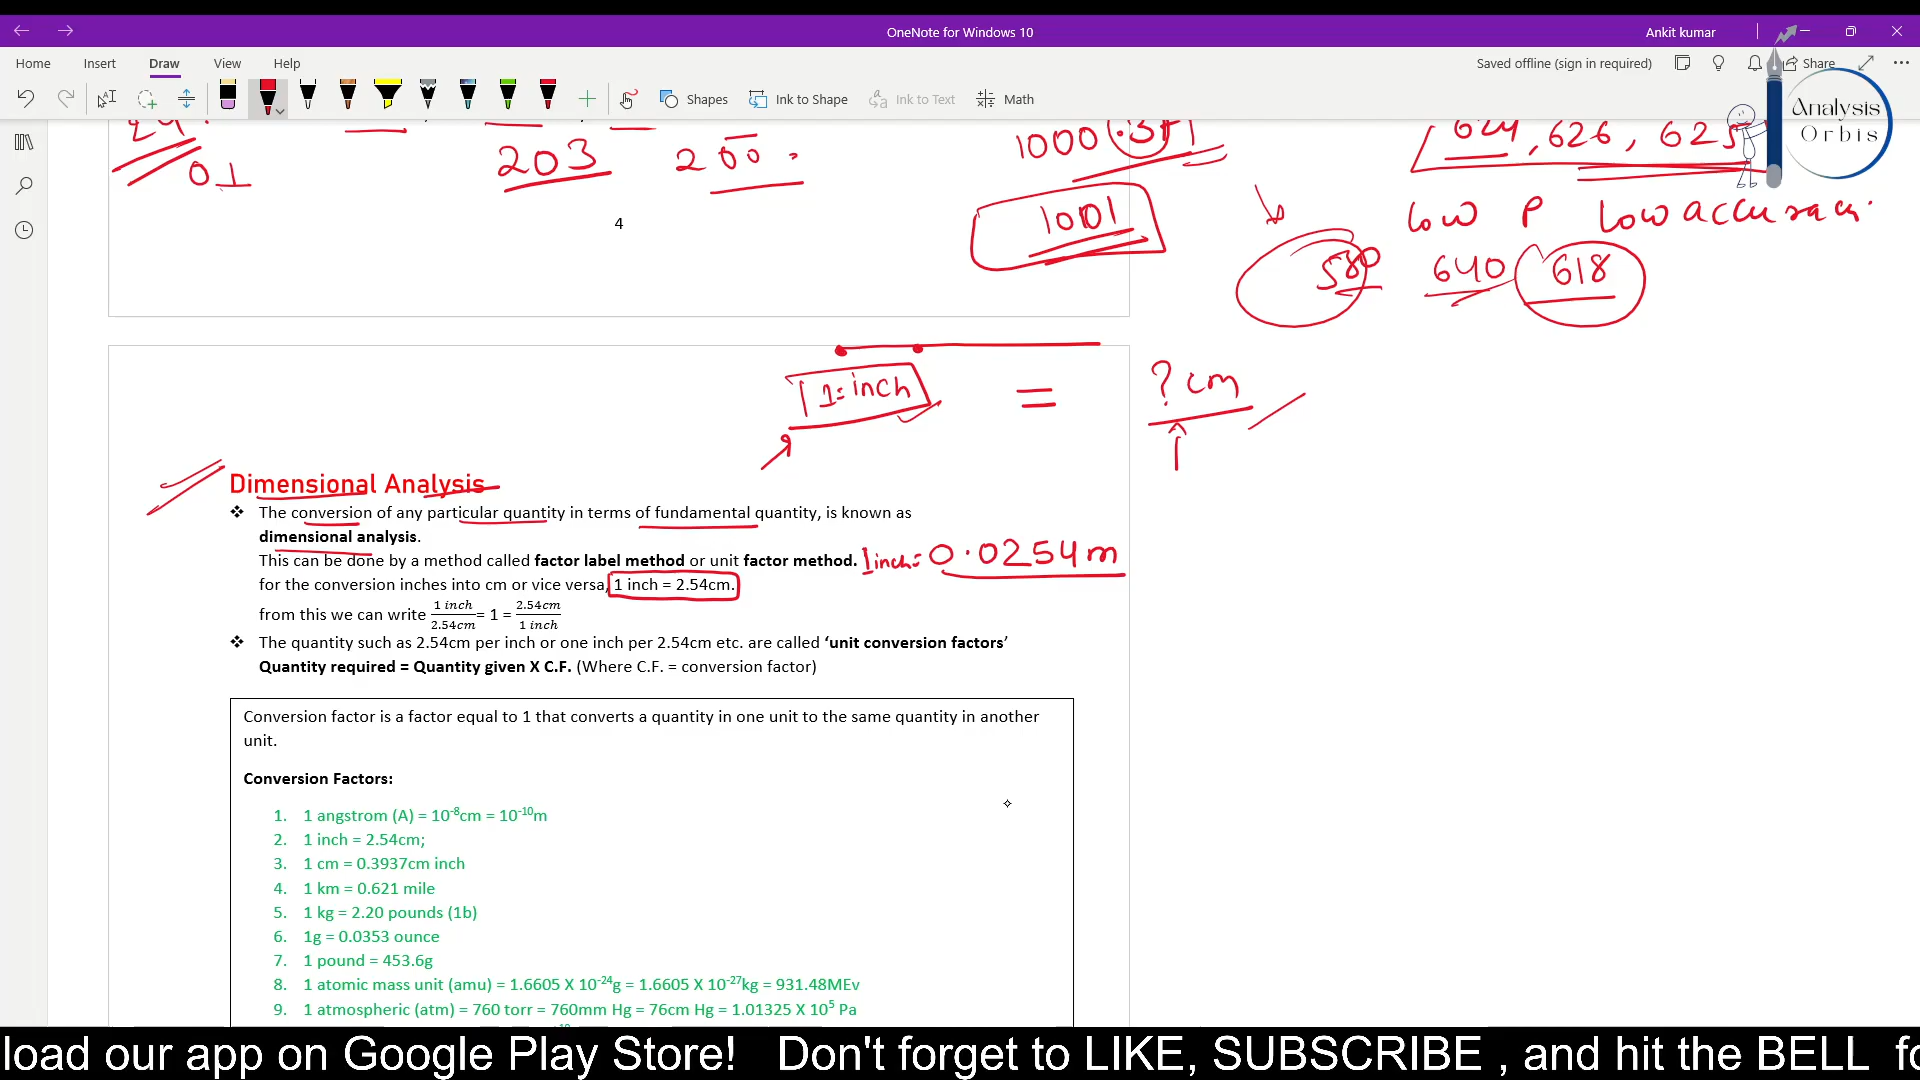 OneNote for Windows 10
Ankit kumar
Home Insert Draw View Help
Saved offline (sign in required)
Share
Shapes
Ink to Shape
Ink to Text
Math
Analysis
Orbis
203
1000
624, 626, 625
01
4
1001
low P low accuracy
580 640 618
1 inch = ? cm
Dimensional Analysis
❖ The conversion of any particular quantity in terms of fundamental quantity, is known as
dimensional analysis.
This can be done by a method called factor label method or unit factor method.
1 inch = 0.0254 m
for the conversion inches into cm or vice versa, 1 inch = 2.54cm.
from this we can write 1 inch/2.54cm = 1 = 2.54cm/1 inch
❖ The quantity such as 2.54cm per inch or one inch per 2.54cm etc. are called ‘unit conversion factors’
Quantity required = Quantity given X C.F. (Where C.F. = conversion factor)
Conversion factor is a factor equal to 1 that converts a quantity in one unit to the same quantity in another
unit.
Conversion Factors:
1. 1 angstrom (A) = 10⁻⁸cm = 10⁻¹⁰m
2. 1 inch = 2.54cm;
3. 1 cm = 0.3937cm inch
4. 1 km = 0.621 mile
5. 1 kg = 2.20 pounds (1b)
6. 1g = 0.0353 ounce
7. 1 pound = 453.6g
8. 1 atomic mass unit (amu) = 1.6605 X 10⁻²⁴g = 1.6605 X 10⁻²⁷kg = 931.48MEv
9. 1 atmospheric (atm) = 760 torr = 760mm Hg = 76cm Hg = 1.01325 X 10⁵ Pa
load our app on Google Play Store! Don't forget to LIKE, SUBSCRIBE , and hit the BELL fo